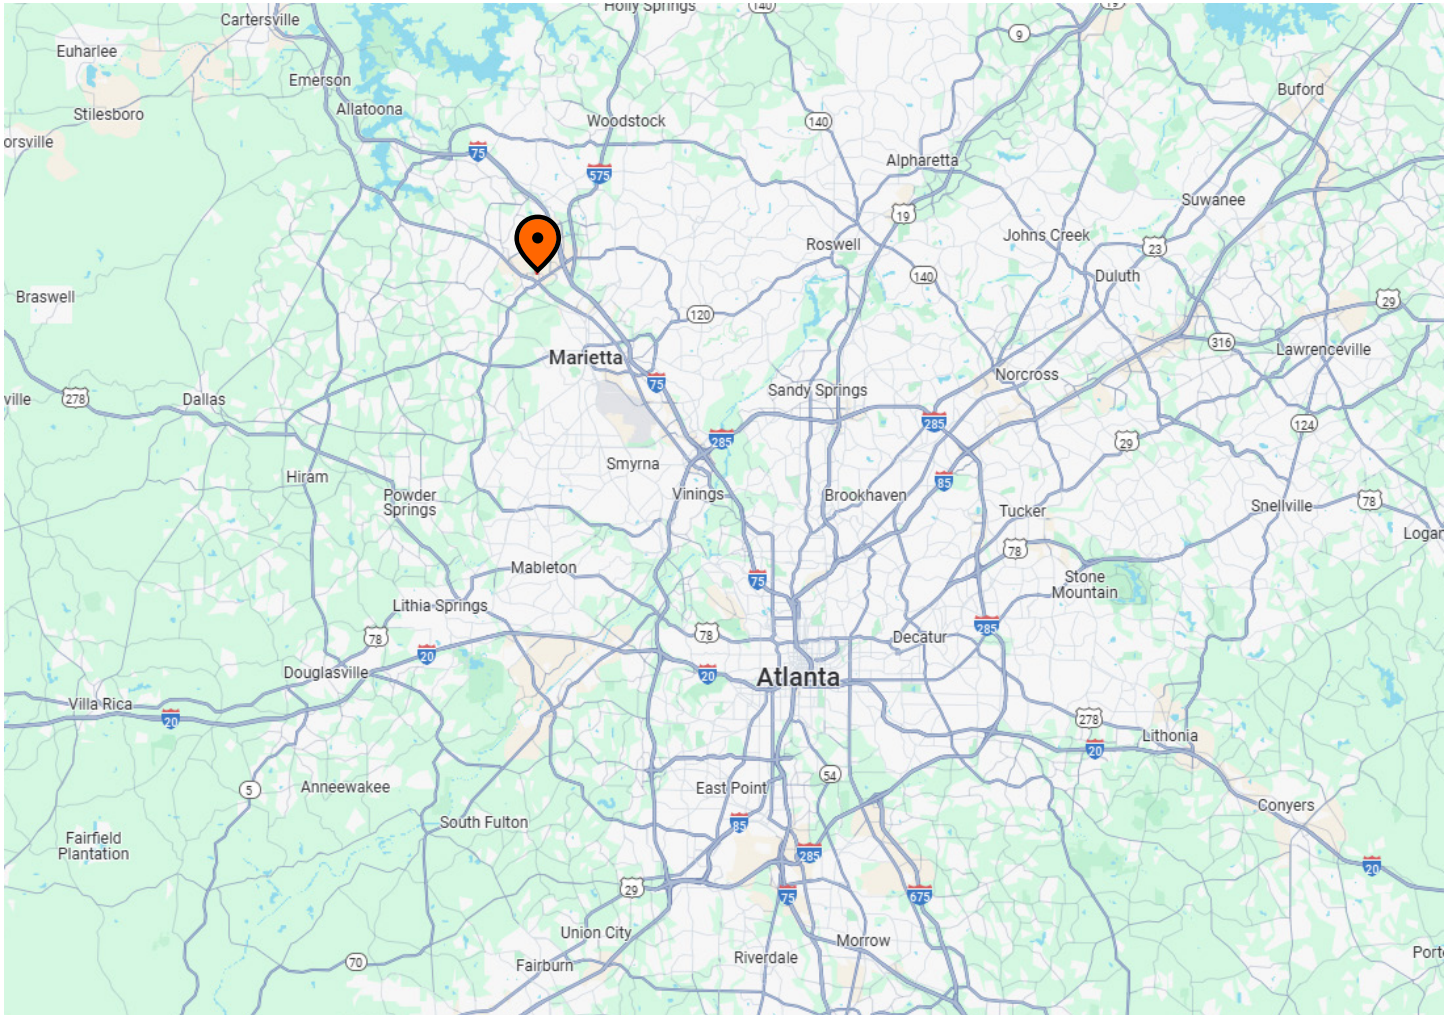 Holly Springs
140
19
Cartersville
9
Euharlee
Emerson
Buford
Stilesboro
Allatoona
Woodstock
140
orsville
75
Alpharetta
575
Suwanee
19
Johns Creek
23
Roswell
140
Duluth
Braswell
29
120
316
Marietta
Lawrenceville
Norcross
75
Sandy Springs
ville
278
Dallas
285
124
285
29
Smyrna
Hiram
85
Powder
Springs
Vinings
Brookhaven
78
Snellville
Tucker
Logan
78
Mableton
75
Stone
Mountain
Lithia Springs
285
78
78
Decatur
20
Douglasville
20
Atlanta
Villa Rica
20
278
Lithonia
20
54
Anneewakee
5
East Point
Conyers
South Fulton
85
Fairfield
Plantation
285
20
29
75
675
Union City
Morrow
Riverdale
Port
70
Fairburn